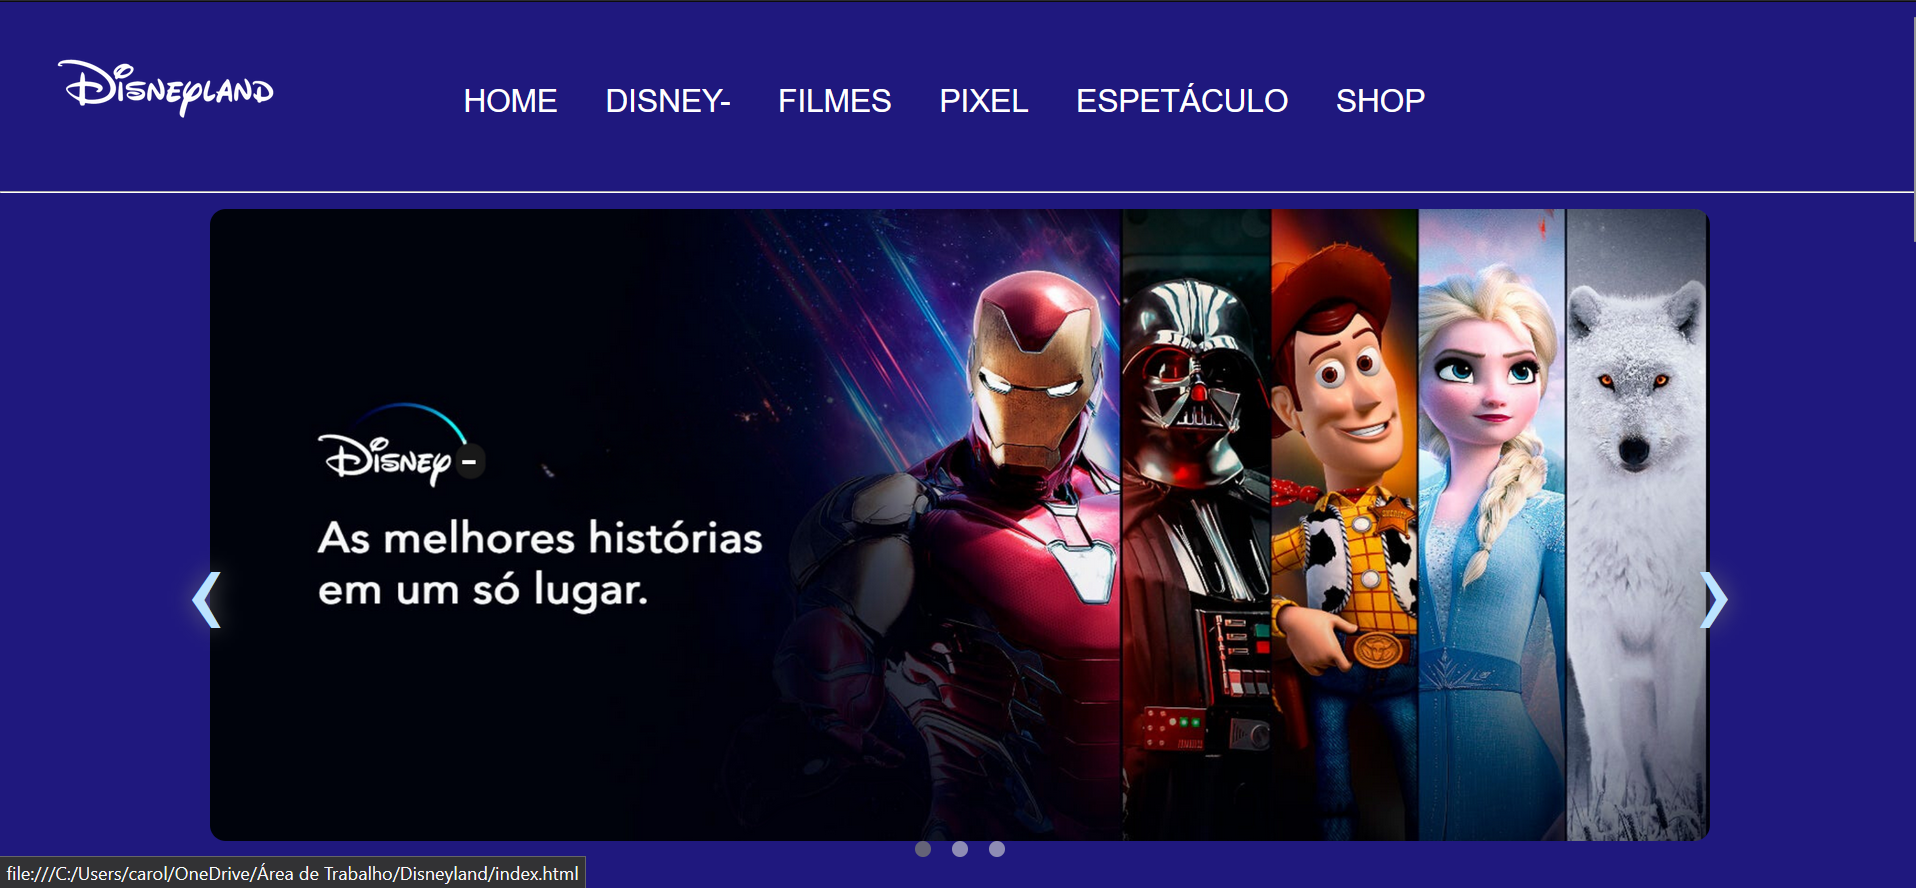 Disneyland
HOME DISNEY- FILMES PIXEL ESPETÁCULO SHOP
Disney -
As melhores histórias
em um só lugar.
file:///C:/Users/carol/OneDrive/Área de Trabalho/Disneyland/index.html